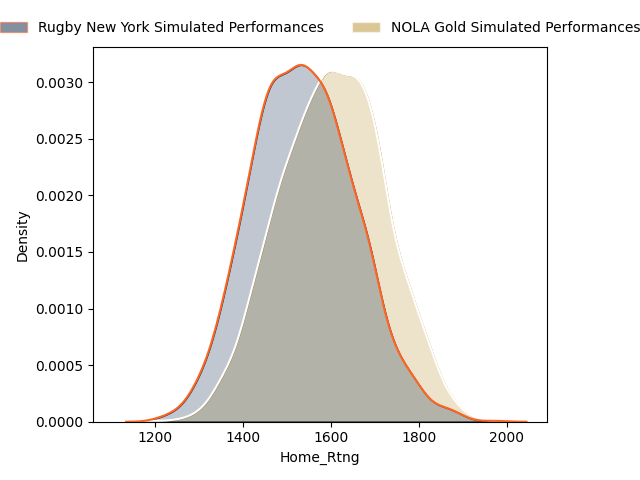 Rugby New York Simulated Performances NOLA Gold Simulated Performances
0.0030
0.0025
0.0020
0.0015
0.0010
0.0005
0.0000
Density
1200 1400 1600 1800 2000
Home_Rtng